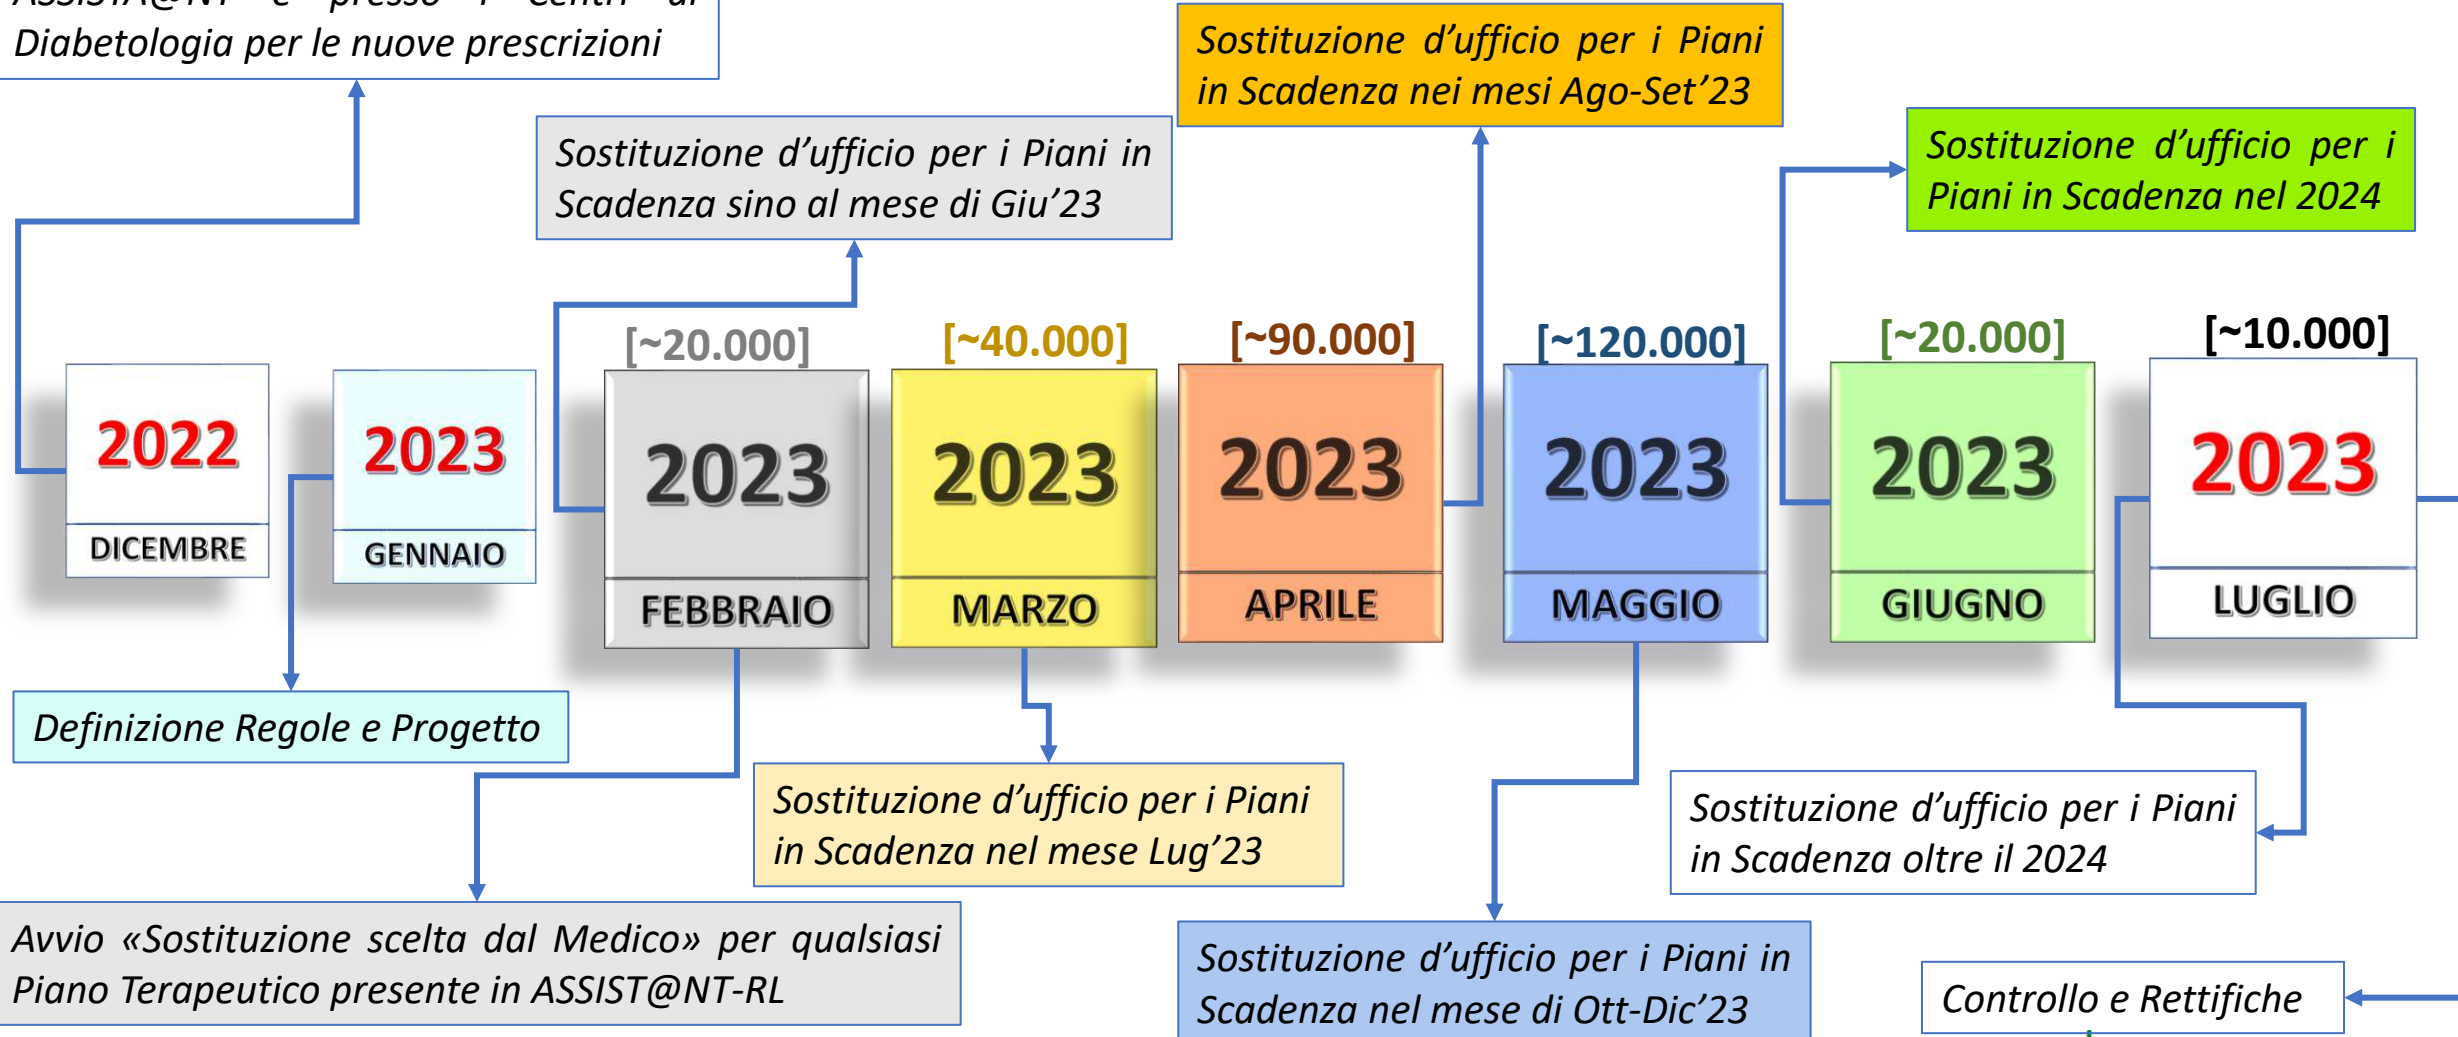 ASSISTA@NT e presso i Centri di
Diabetologia per le nuove prescrizioni
Sostituzione d'ufficio per i Piani
in Scadenza nei mesi Ago-Set'23
Sostituzione d'ufficio per i Piani in
Scadenza sino al mese di Giu'23
Sostituzione d'ufficio per i
Piani in Scadenza nel 2024
[~20.000]
[~40.000]
[~90.000]
[~120.000]
[~20.000]
[~10.000]
2022
DICEMBRE
2023
GENNAIO
2023
FEBBRAIO
2023
MARZO
2023
APRILE
2023
MAGGIO
2023
GIUGNO
2023
LUGLIO
Definizione Regole e Progetto
Sostituzione d'ufficio per i Piani
in Scadenza nel mese Lug'23
Sostituzione d'ufficio per i Piani
in Scadenza oltre il 2024
Avvio «Sostituzione scelta dal Medico» per qualsiasi
Piano Terapeutico presente in ASSIST@NT-RL
Sostituzione d'ufficio per i Piani in
Scadenza nel mese di Ott-Dic'23
Controllo e Rettifiche